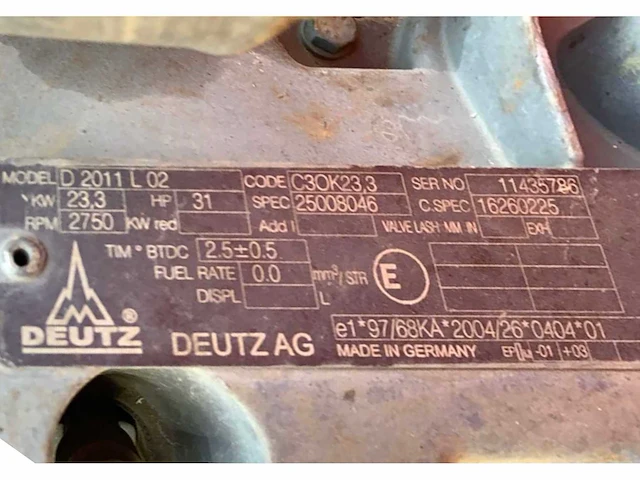 MODEL D 2011 L 02 CODE C3OK23,3 SER NO 11435786
KW 23,3 HP 31 SPEC 25008046 C.SPEC 16260225
RPM 2750 KW red Add I VALVE LASH MM IN EXH
TIM ° BTDC 2.5±0.5
FUEL RATE 0.0 mm³/STR
DISPL L
E
DEUTZ ®
DEUTZ AG
e1*97/68KA*2004/26*0404*01
MADE IN GERMANY -01 +03